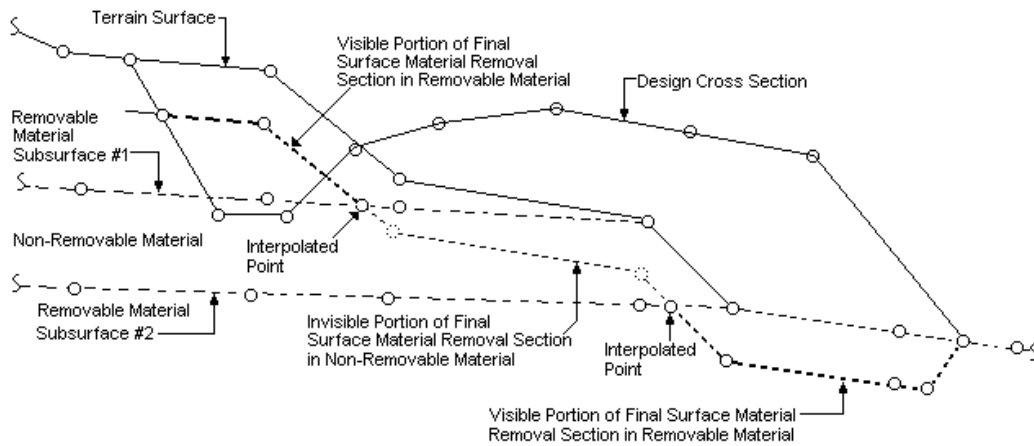 Terrain Surface
Visible Portion of Final
Surface Material Removal
Section in Removable Material
Design Cross Section
Removable
Material
Subsurface #1
Non-Removable Material
Interpolated
Point
Removable Material
Subsurface #2
Invisible Portion of Final
Surface Material Removal Section
in Non-Removable Material
Interpolated
Point
Visible Portion of Final Surface Material
Removal Section in Removable Material